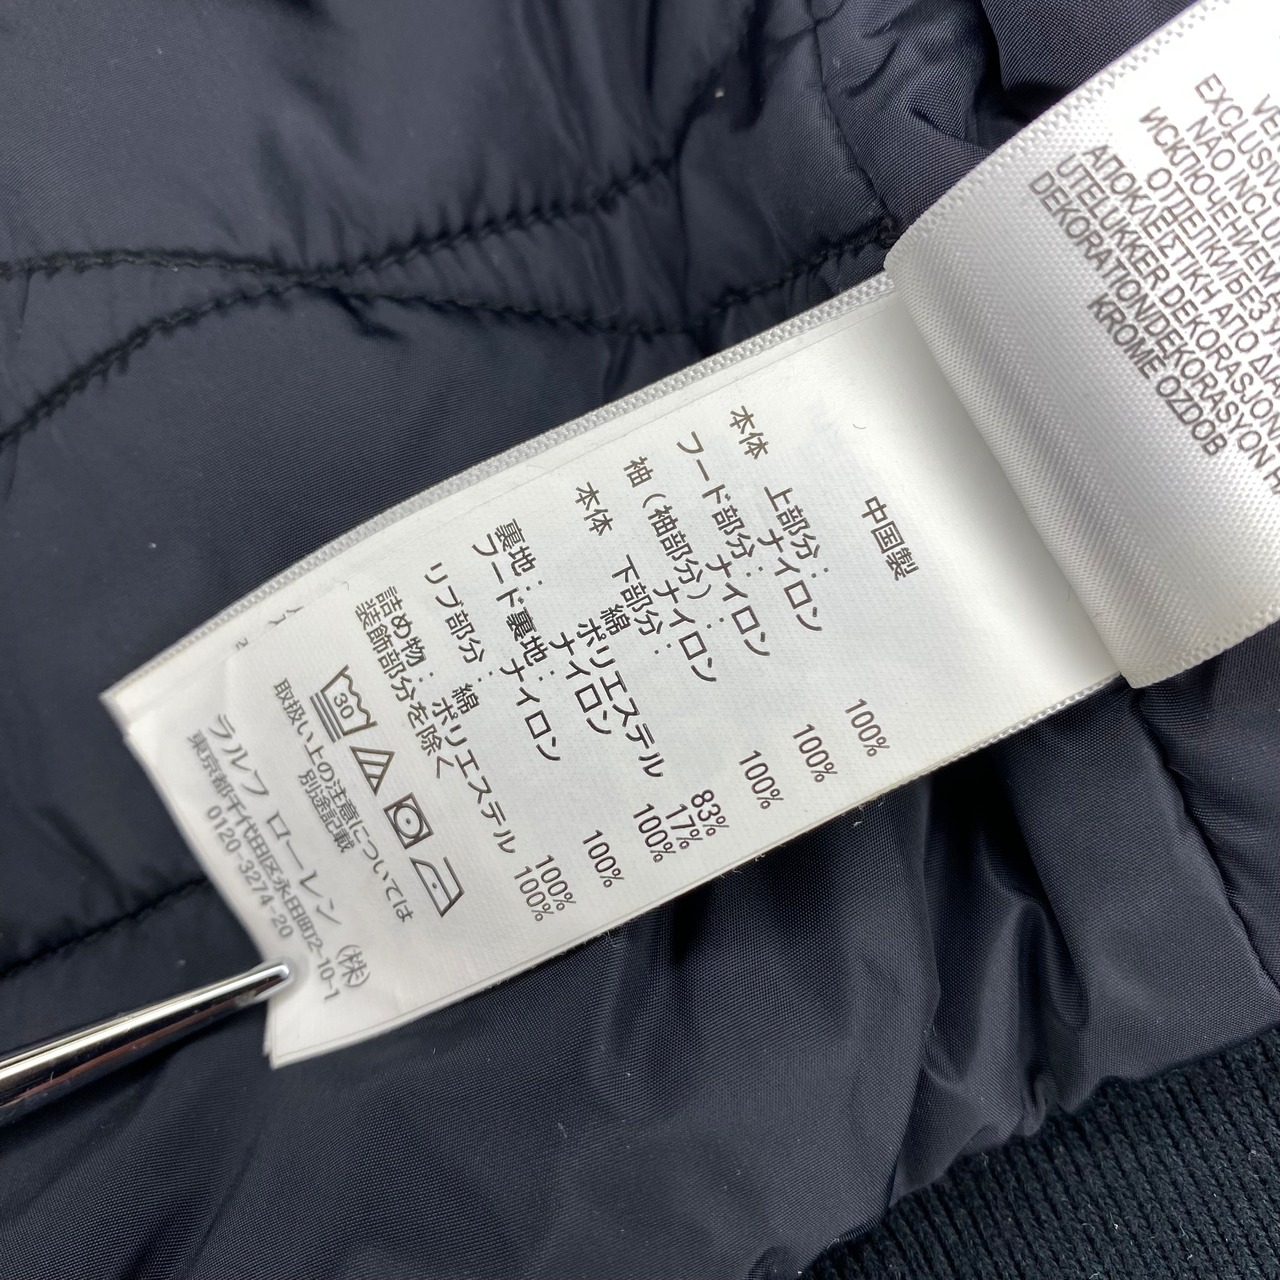 中国製
本体 上部分: ナイロン 100%
フード部分: ナイロン 100%
袖(袖部分): ナイロン 100%
本体 下部分:
綿 83%
ポリエステル 17%
裏地: ナイロン 100%
フード裏地: ナイロン 100%
リブ部分: 綿 100%
詰め物: ポリエステル 100%
装飾部分を除く
30
取扱い上の注意については
別途記載
ラルフ ローレン (株)
東京都千代田区永田町2-10-1
0120-3274-20
EXCLUSIV
NÃO INCLU
ИСКЛЮЧЕНИЕМ
ОТДЕЛКИ/БЕЗ
ΑΠΟΚΛΕΙΣΤΙΚΗ ΑΠΟ ΔΙΑ
UTELUKKER DEKORASJON
DEKORATION/DEKORASYON H
KROME OZDOB